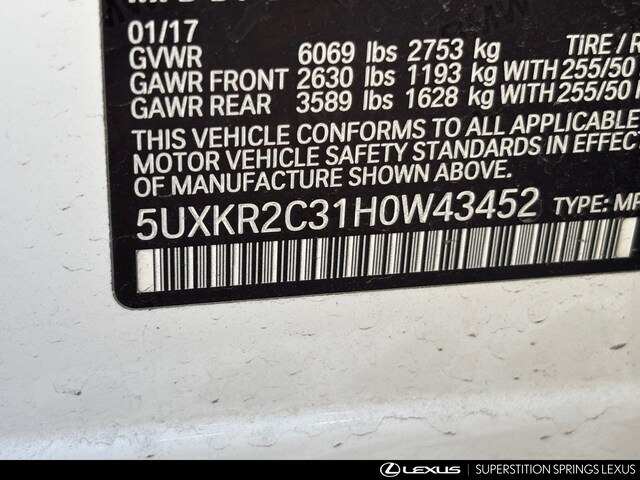 01/17
GVWR 6069 lbs 2753 kg TIRE / R
GAWR FRONT 2630 lbs 1193 kg WITH 255/50
GAWR REAR 3589 lbs 1628 kg WITH 255/50
THIS VEHICLE CONFORMS TO ALL APPLICABLE
MOTOR VEHICLE SAFETY STANDARDS IN EFFECT
OF MANUFACTURE SHOWN ABOVE.
5UXKR2C31H0W43452 TYPE: MP
LEXUS | SUPERSTITION SPRINGS LEXUS